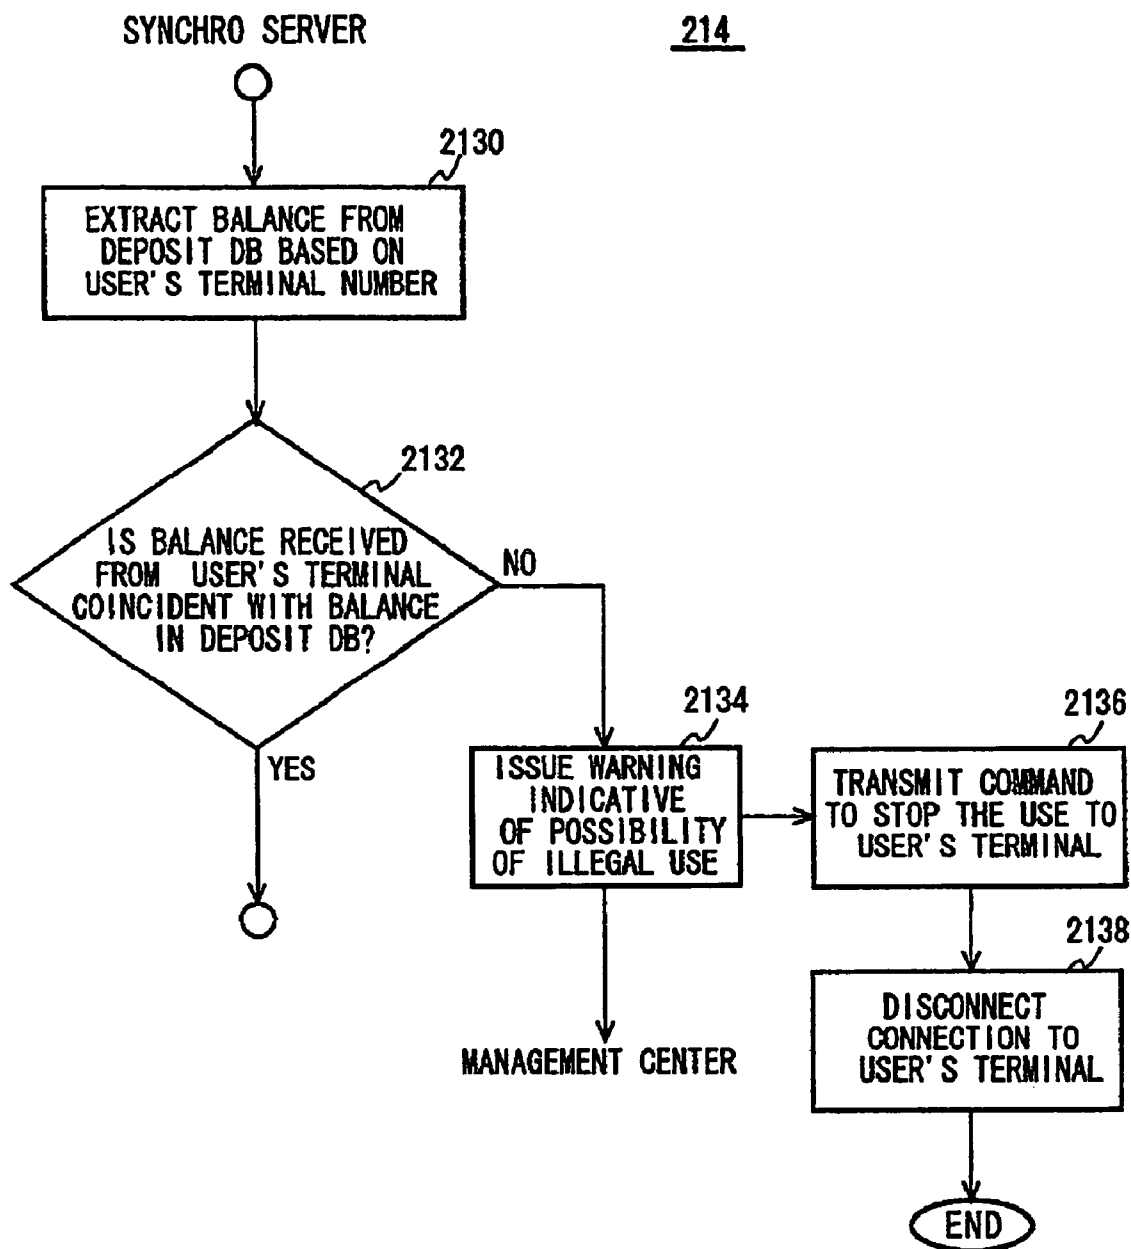 SYNCHRO SERVER
214
2130
EXTRACT BALANCE FROM
DEPOSIT DB BASED ON
USER'S TERMINAL NUMBER
2132
IS BALANCE RECEIVED
FROM USER'S TERMINAL
COINCIDENT WITH BALANCE
IN DEPOSIT DB?
NO
YES
2134
ISSUE WARNING
INDICATIVE
OF POSSIBILITY
OF ILLEGAL USE
2136
TRANSMIT COMMAND
TO STOP THE USE TO
USER'S TERMINAL
2138
DISCONNECT
CONNECTION TO
USER'S TERMINAL
MANAGEMENT CENTER
END